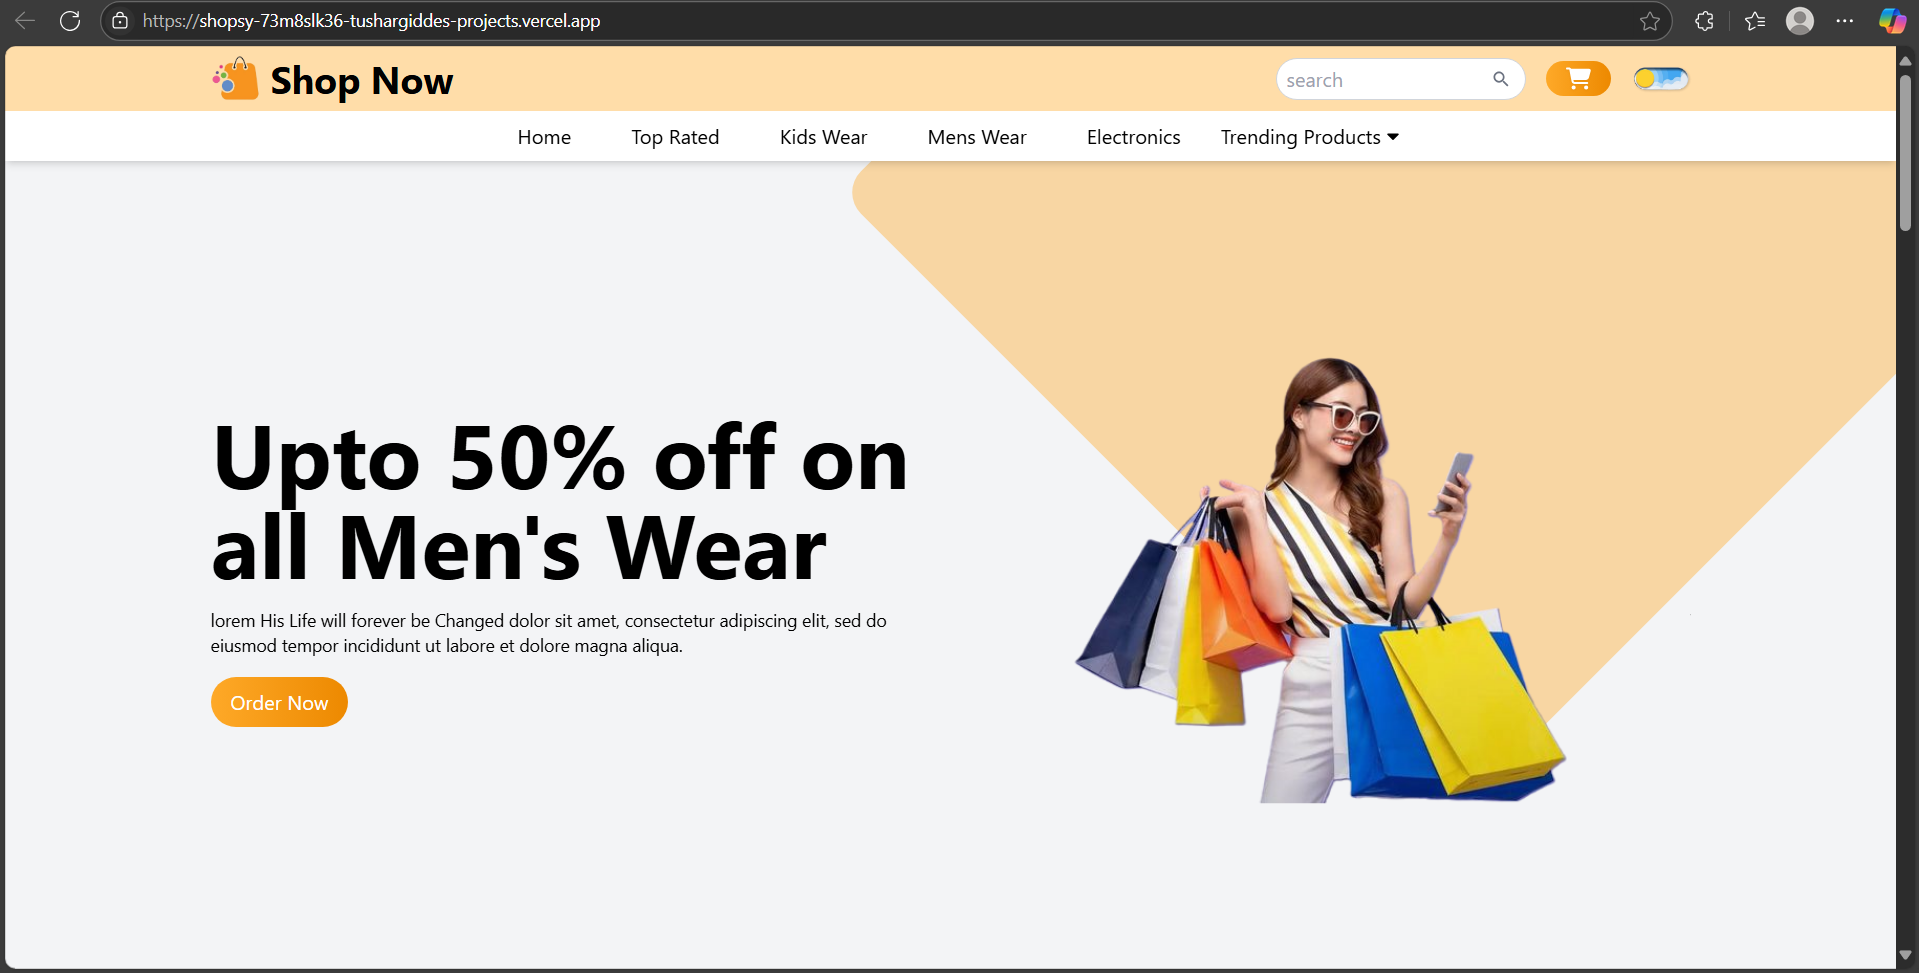 https://shopsy-73m8slk36-tushargiddes-projects.vercel.app
Shop Now
search
Home Top Rated Kids Wear Mens Wear Electronics Trending Products
Upto 50% off on
all Men's Wear
lorem His Life will forever be Changed dolor sit amet, consectetur adipiscing elit, sed do
eiusmod tempor incididunt ut labore et dolore magna aliqua.
Order Now